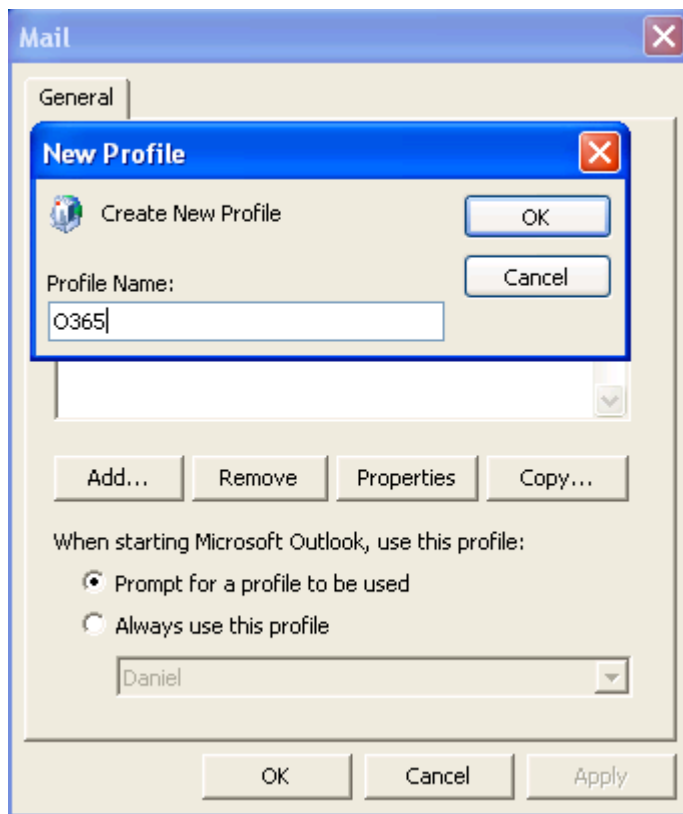 Mail
General
New Profile
Create New Profile
OK
Profile Name:
Cancel
O365
Add... Remove Properties Copy...
When starting Microsoft Outlook, use this profile:
Prompt for a profile to be used
Always use this profile
Daniel
OK Cancel Apply